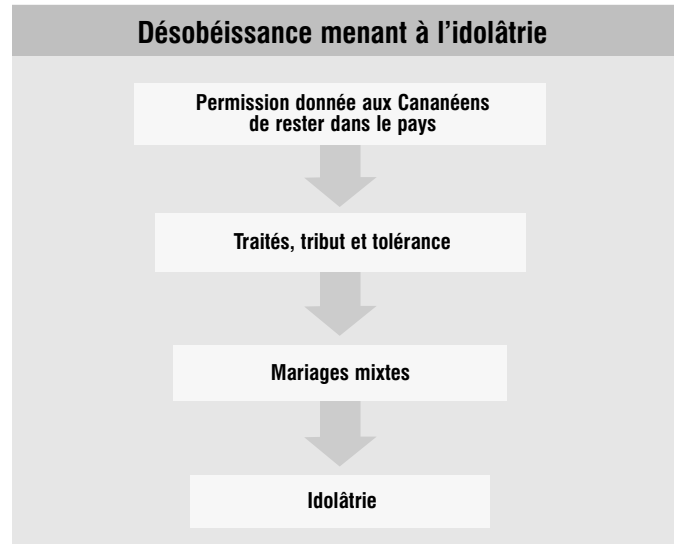 Désobéissance menant à l’idolâtrie
Permission donnée aux Cananéens
de rester dans le pays
Traités, tribut et tolérance
Mariages mixtes
Idolâtrie